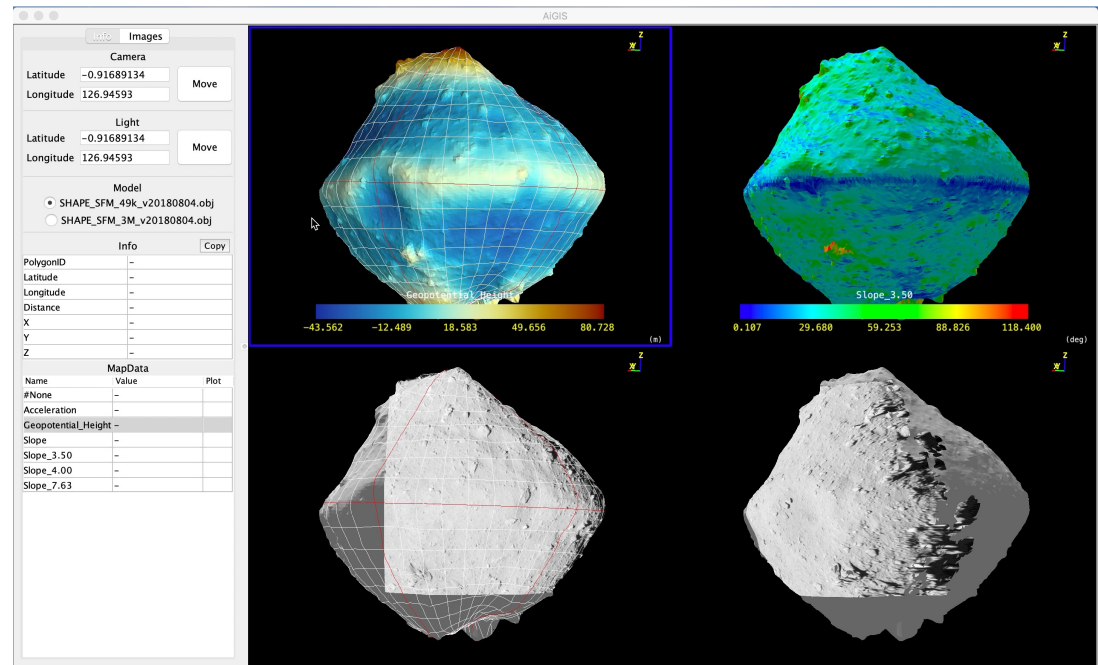 AiGIS
Info Images
Camera
Latitude -0.91689134
Longitude 126.94593
Move
Light
Latitude -0.91689134
Longitude 126.94593
Move
Model
SHAPE_SFM_49k_v20180804.obj
SHAPE_SFM_3M_v20180804.obj
Info Copy
PolygonID -
Latitude -
Longitude -
Distance -
X -
Y -
Z -
MapData
Name Value Plot
#None -
Acceleration -
Geopotential_Height -
Slope -
Slope_3.50 -
Slope_4.00 -
Slope_7.63 -
Z
Geopotential_Height
-43.562 -12.489 18.583 49.656 80.728
(m)
Z
Slope_3.50
0.107 29.680 59.253 88.826 118.400
(deg)
Z
Z